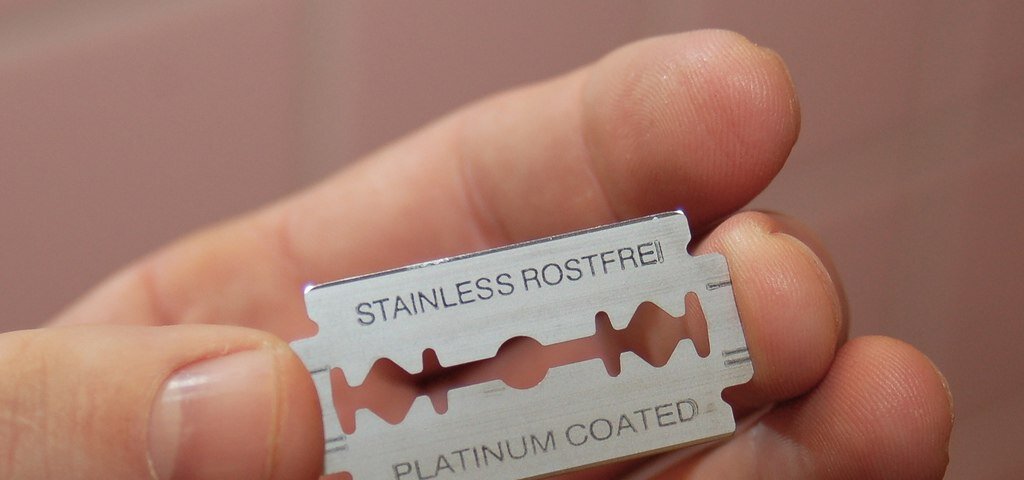 STAINLESS ROSTFREI
PLATINUM COATED